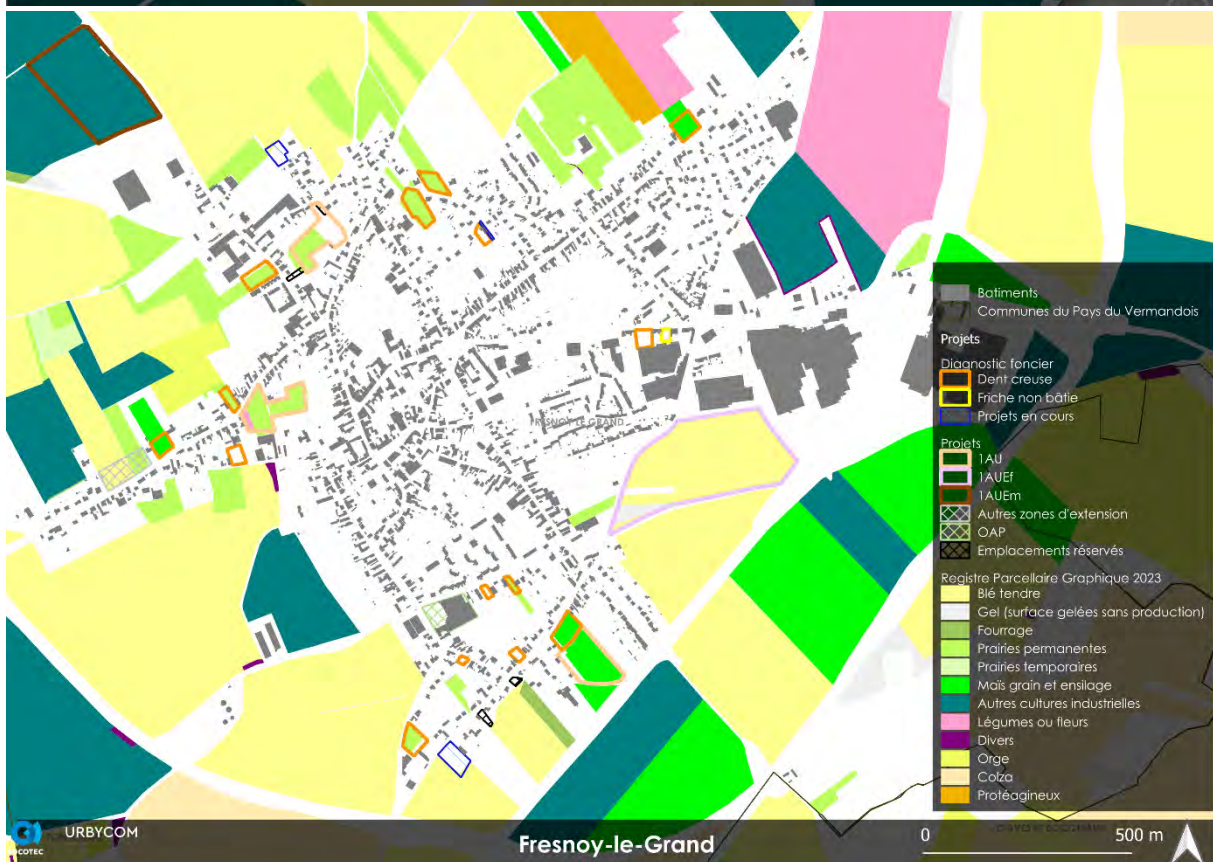 FRESNOY LE GRAND
Batiments
Communes du Pays du Vermandois
Projets
Diagnostic foncier
Dent creuse
Friche non bâtie
Projets en cours
Projets
1AU
1AUEf
1AUEm
Autres zones d'extension
OAP
Emplacements réservés
Registre Parcellaire Graphique 2023
Blé tendre
Gel (surface gelées sans production)
Fourrage
Prairies permanentes
Prairies temporaires
Maïs grain et ensilage
Autres cultures industrielles
Légumes ou fleurs
Divers
Orge
Colza
Protéagineux
URBYCOM
Fresnoy-le-Grand
0 500 m